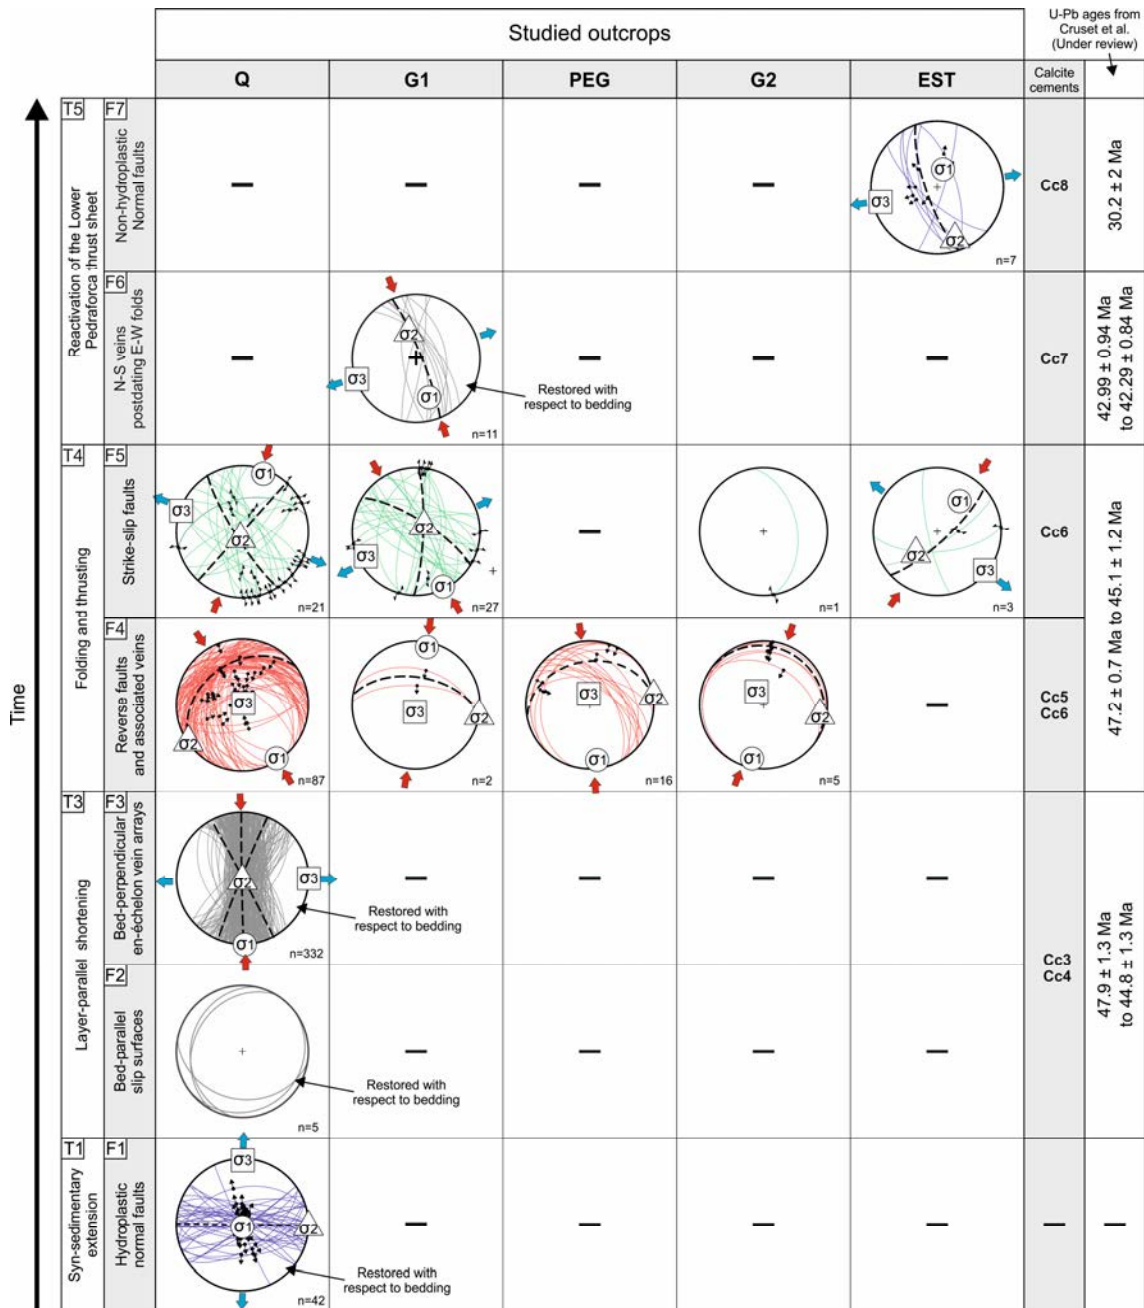 Studied outcrops
U-Pb ages from
Cruset et al.
(Under review)
Q
G1
PEG
G2
EST
Calcite
cements
Time
T5
Reactivation of the Lower
Pedraforca thrust sheet
F7
Non-hydroplastic
Normal faults
—
—
—
—
σ1
σ3
σ2
n=7
Cc8
30.2 ± 2 Ma
F6
N-S veins
postdating E-W folds
—
σ2
σ3
σ1
n=11
Restored with
respect to bedding
—
—
—
Cc7
42.99 ± 0.94 Ma
to 42.29 ± 0.84 Ma
T4
Folding and thrusting
F5
Strike-slip faults
σ1
σ3
σ2
n=21
σ2
σ3
σ1
n=27
—
n=1
σ1
σ2
σ3
n=3
Cc6
47.2 ± 0.7 Ma to 45.1 ± 1.2 Ma
F4
Reverse faults
and associated veins
σ3
σ2
σ1
n=87
σ1
σ3
σ2
n=2
σ3
σ2
σ1
n=16
σ3
σ2
σ1
n=5
—
Cc5
Cc6
T3
Layer-parallel shortening
F3
Bed-perpendicular
en-échelon vein arrays
σ2
σ3
σ1
n=332
Restored with
respect to bedding
—
—
—
—
Cc3
Cc4
47.9 ± 1.3 Ma
to 44.8 ± 1.3 Ma
F2
Bed-parallel
slip surfaces
n=5
Restored with
respect to bedding
—
—
—
—
T1
Syn-sedimentary
extension
F1
Hydroplastic
normal faults
σ3
σ1
σ2
n=42
Restored with
respect to bedding
—
—
—
—
—
—